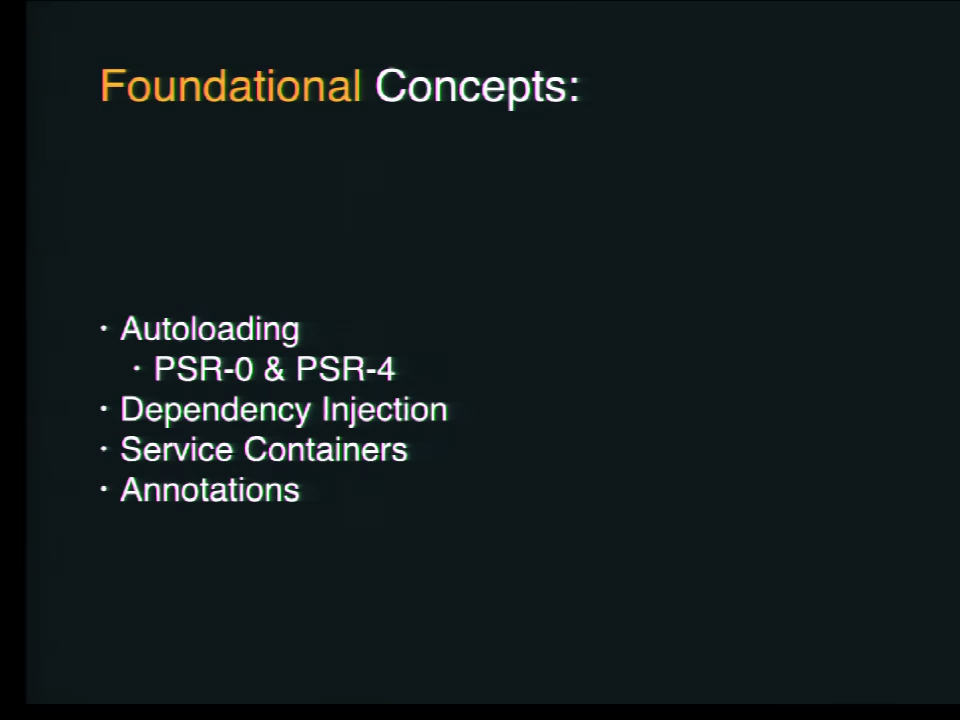 Foundational Concepts:
· Autoloading
· PSR-0 & PSR-4
· Dependency Injection
· Service Containers
· Annotations